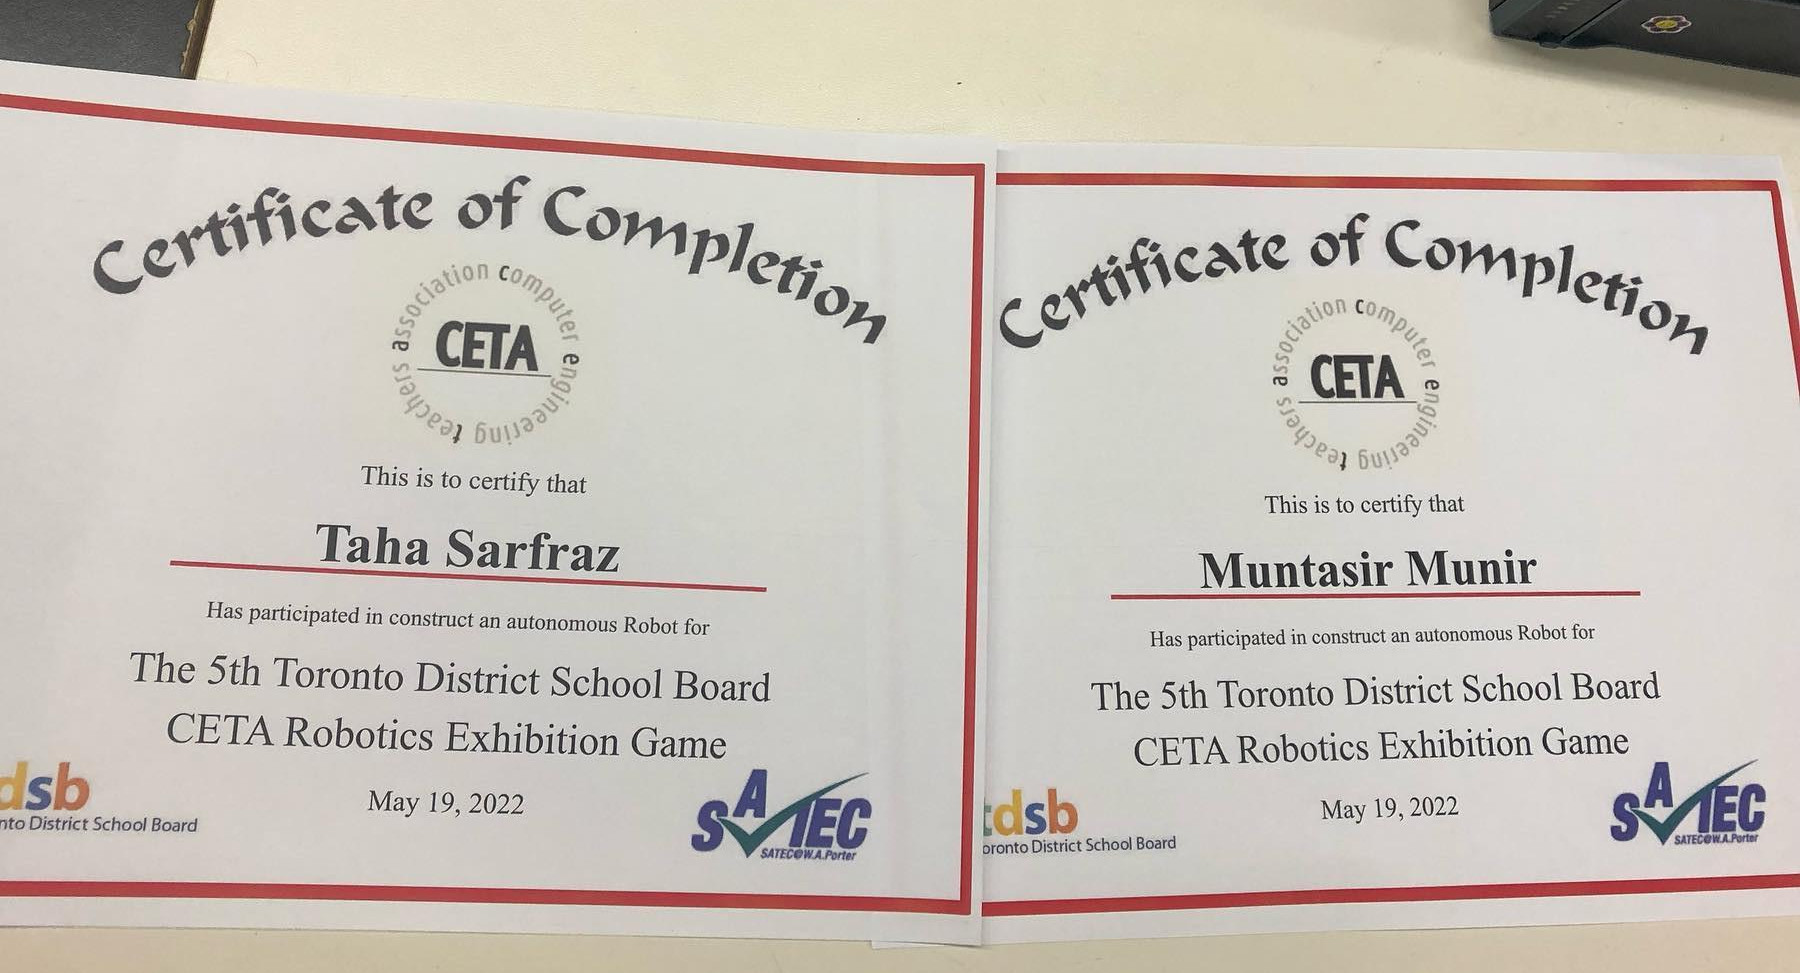 Certificate of Completion
association computer engineering teachers
CETA
This is to certify that
Taha Sarfraz
Has participated in construct an autonomous Robot for
The 5th Toronto District School Board
CETA Robotics Exhibition Game
May 19, 2022
dsb
nto District School Board
SATEC
SATEC@W.A.Porter
Certificate of Completion
association computer engineering teachers
CETA
This is to certify that
Muntasir Munir
Has participated in construct an autonomous Robot for
The 5th Toronto District School Board
CETA Robotics Exhibition Game
May 19, 2022
tdsb
oronto District School Board
SATEC
SATEC@W.A.Porter